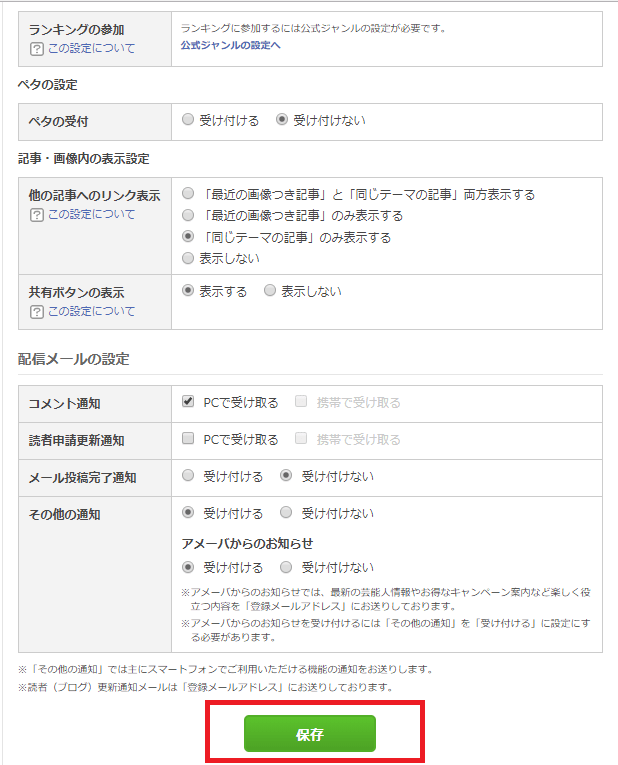 ランキングの参加
ランキングに参加するには公式ジャンルの設定が必要です。
? この設定について
公式ジャンルの設定へ
ペタの設定
ペタの受付
受け付ける 受け付けない
記事・画像内の表示設定
他の記事へのリンク表示
? この設定について
「最近の画像つき記事」と「同じテーマの記事」両方表示する
「最近の画像つき記事」のみ表示する
「同じテーマの記事」のみ表示する
表示しない
共有ボタンの表示
? この設定について
表示する 表示しない
配信メールの設定
コメント通知
PCで受け取る 携帯で受け取る
読者申請更新通知
PCで受け取る 携帯で受け取る
メール投稿完了通知
受け付ける 受け付けない
その他の通知
受け付ける 受け付けない
アメーバからのお知らせ
受け付ける 受け付けない
※アメーバからのお知らせでは、最新の芸能人情報やお得なキャンペーン案内など楽しく役
立つ内容を「登録メールアドレス」にお送りしております。
※アメーバからのお知らせを受け付けるには「その他の通知」を「受け付ける」に設定にす
る必要があります。
※「その他の通知」では主にスマートフォンでご利用いただける機能の通知をお送りします。
※読者（ブログ）更新通知メールは「登録メールアドレス」にお送りしております。
保存